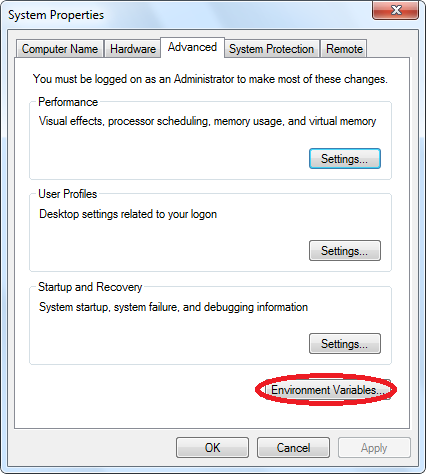 System Properties
Computer Name Hardware Advanced System Protection Remote
You must be logged on as an Administrator to make most of these changes.
Performance
Visual effects, processor scheduling, memory usage, and virtual memory
Settings...
User Profiles
Desktop settings related to your logon
Settings...
Startup and Recovery
System startup, system failure, and debugging information
Settings...
Environment Variables...
OK Cancel Apply